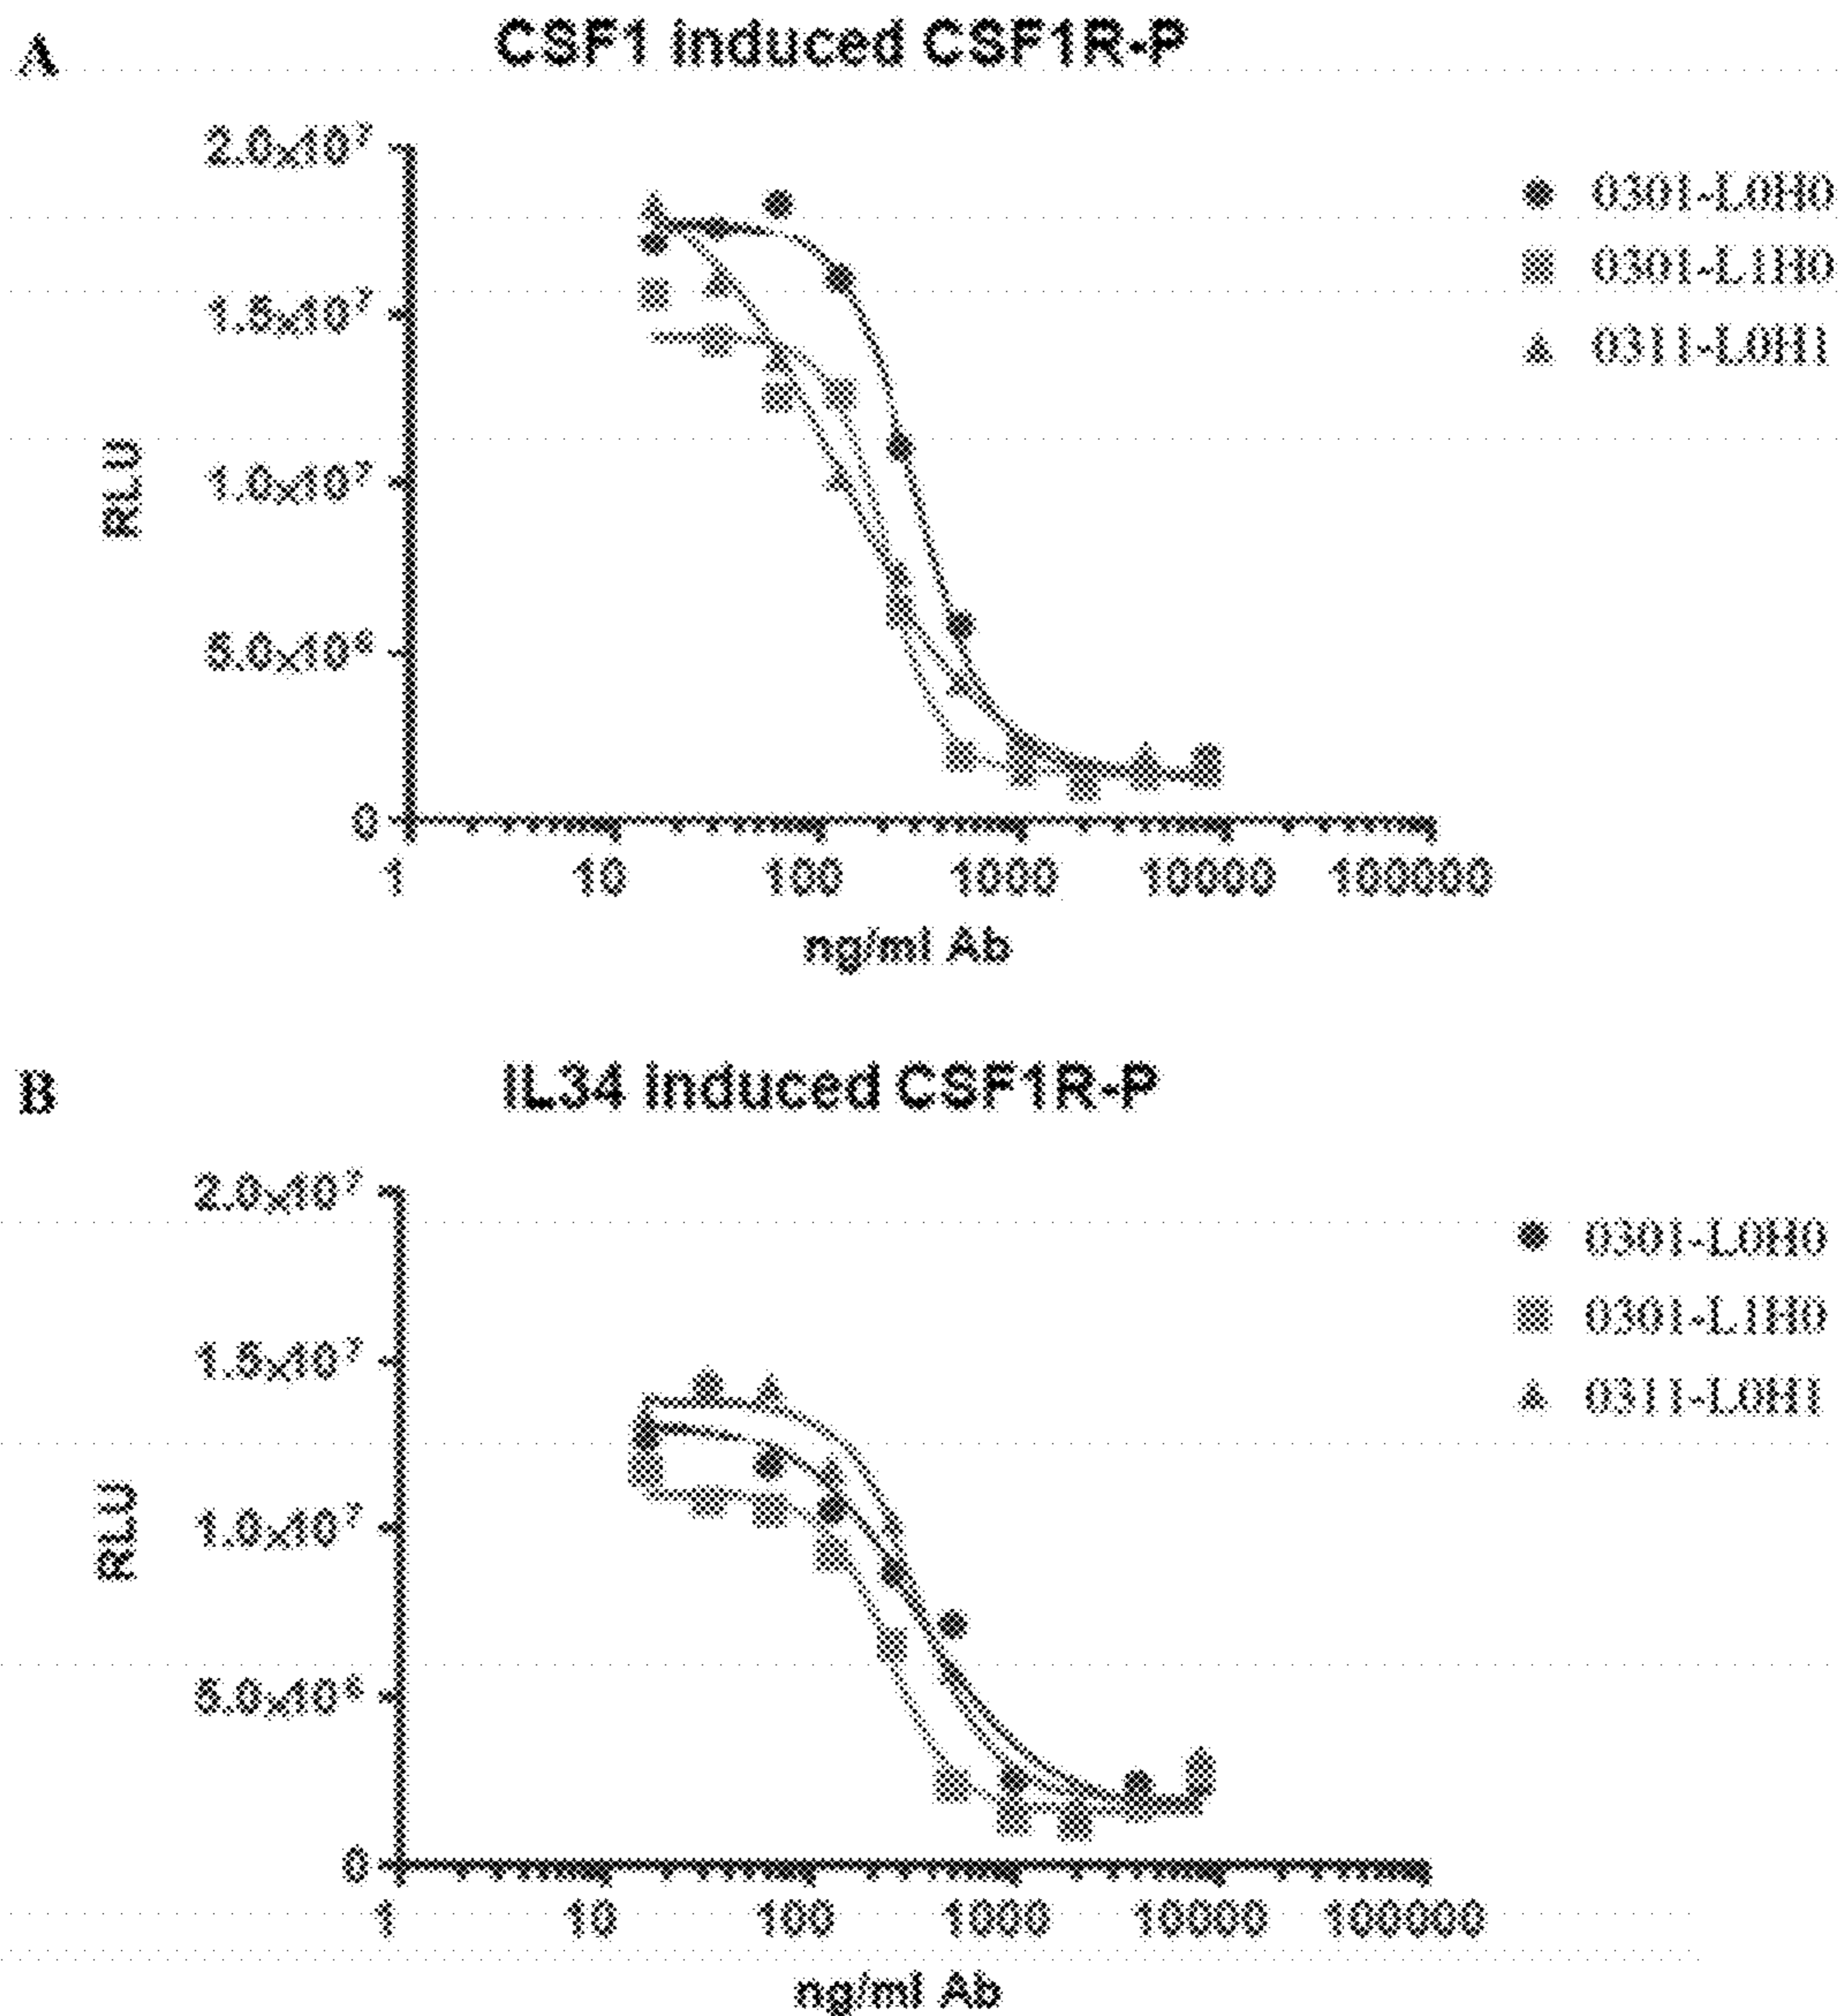 A
CSF1 induced CSF1R-P
2.0x10⁷
1.5x10⁷
1.0x10⁷
5.0x10⁶
0
RLU
1 10 100 1000 10000 100000
ng/ml Ab
0301-L0H0
0301-L1H0
0311-L0H1
B
IL34 induced CSF1R-P
2.0x10⁷
1.5x10⁷
1.0x10⁷
5.0x10⁶
0
RLU
1 10 100 1000 10000 100000
ng/ml Ab
0301-L0H0
0301-L1H0
0311-L0H1